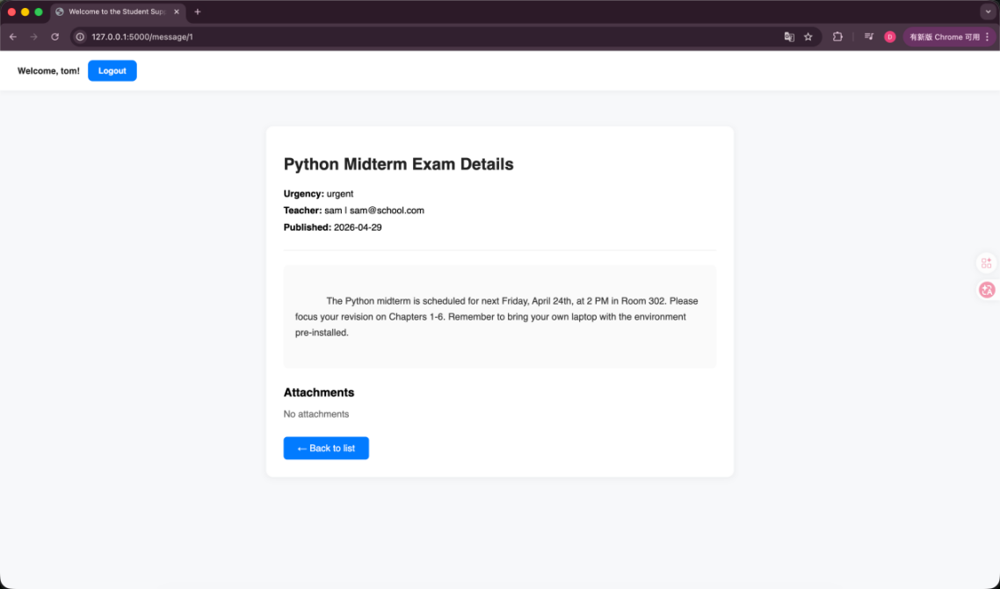 Welcome to the Student Supp
127.0.0.1:5000/message/1
D
有新版 Chrome 可用
Welcome, tom!
Logout
Python Midterm Exam Details
Urgency: urgent
Teacher: sam | sam@school.com
Published: 2026-04-29
The Python midterm is scheduled for next Friday, April 24th, at 2 PM in Room 302. Please
focus your revision on Chapters 1-6. Remember to bring your own laptop with the environment
pre-installed.
Attachments
No attachments
← Back to list